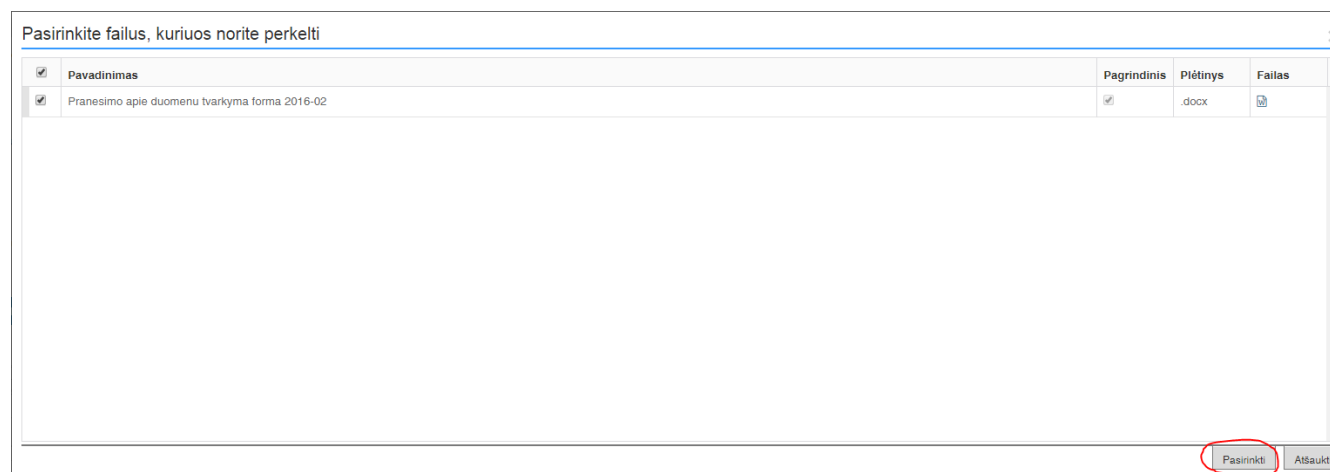 Pasirinkite failus, kuriuos norite perkelti
Pavadinimas Pagrindinis Plėtinys Failas
Pranesimo apie duomenu tvarkyma forma 2016-02 .docx
Pasirinkti Atšaukt